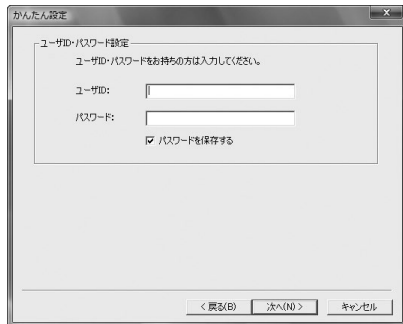 かんたん設定
ユーザID・パスワード設定
ユーザID・パスワードをお持ちの方は入力してください。
ユーザID:
パスワード:
パスワードを保存する
< 戻る(B)
次へ(N) >
キャンセル